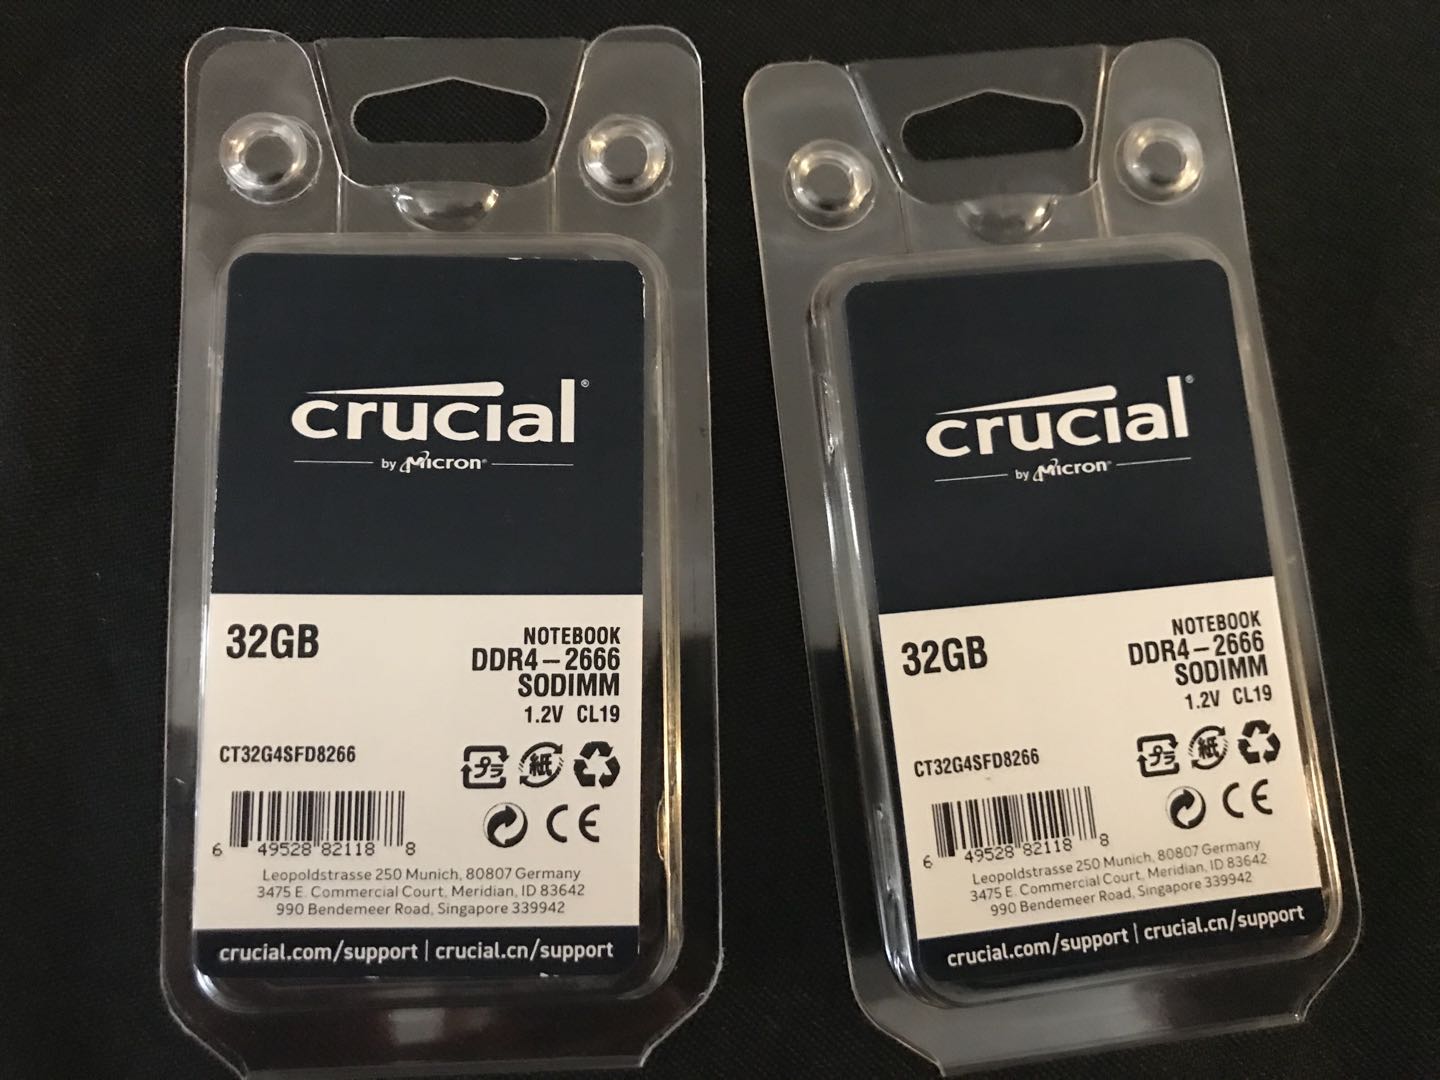 crucial®
by Micron®
32GB
NOTEBOOK
DDR4-2666
SODIMM
1.2V CL19
CT32G4SFD8266
プラ
紙
CE
6 49528 82118 8
Leopoldstrasse 250 Munich, 80807 Germany
3475 E. Commercial Court, Meridian, ID 83642
990 Bendemeer Road, Singapore 339942
crucial.com/support | crucial.cn/support
crucial®
by Micron®
32GB
NOTEBOOK
DDR4-2666
SODIMM
1.2V CL19
CT32G4SFD8266
プラ
紙
CE
6 49528 82118 8
Leopoldstrasse 250 Munich, 80807 Germany
3475 E. Commercial Court, Meridian, ID 83642
990 Bendemeer Road, Singapore 339942
crucial.com/support | crucial.cn/support